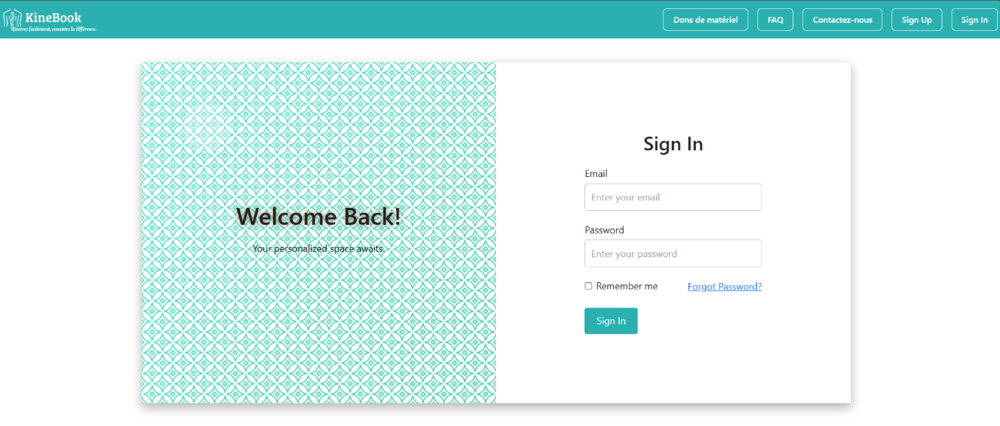 KineBook
Réservez facilement, ressentez la différence.
Dons de matériel
FAQ
Contactez-nous
Sign Up
Sign In
Welcome Back!
Your personalized space awaits.
Sign In
Email
Enter your email
Password
Enter your password
Remember me
Forgot Password?
Sign In